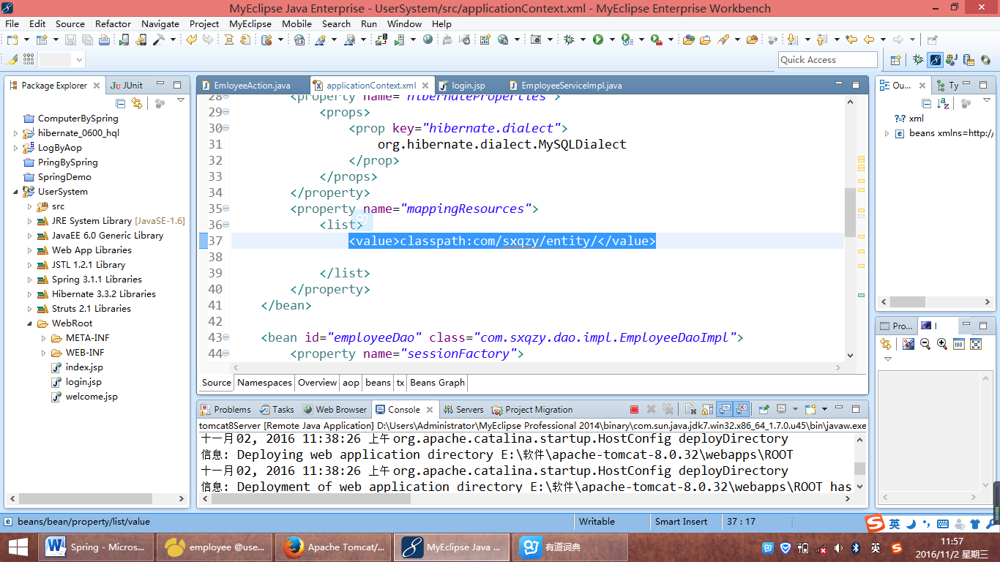 MyEclipse Java Enterprise - UserSystem/src/applicationContext.xml - MyEclipse Enterprise Workbench
File Edit Source Refactor Navigate Project MyEclipse Mobile Search Run Window Help
Quick Access
Package Explorer
JUnit
ComputerBySpring
hibernate_0600_hql
LogByAop
PringBySpring
SpringDemo
UserSystem
src
JRE System Library [JavaSE-1.6]
JavaEE 6.0 Generic Library
Web App Libraries
JSTL 1.2.1 Library
Spring 3.1.1 Libraries
Hibernate 3.3.2 Libraries
Struts 2.1 Libraries
WebRoot
META-INF
WEB-INF
index.jsp
login.jsp
welcome.jsp
EmloyeeAction.java applicationContext.xml login.jsp EmployeeServiceImpl.java
28 <property name="hibernateProperties">
29 <props>
30 <prop key="hibernate.dialect">
31 org.hibernate.dialect.MySQLDialect
32 </prop>
33 </props>
34 </property>
35 <property name="mappingResources">
36 <list>
37 <value>classpath:com/sxqzy/entity/</value>
38
39 </list>
40 </property>
41 </bean>
42
43 <bean id="employeeDao" class="com.sxqzy.dao.impl.EmployeeDaoImpl">
44 <property name="sessionFactory">
Source Namespaces Overview aop beans tx Beans Graph
Ou... Ty
?-? xml
beans xmlns=http:/
Pro... I
Problems Tasks Web Browser Console Servers Project Migration
tomcat8Server [Remote Java Application] D:\Users\Administrator\MyEclipse Professional 2014\binary\com.sun.java.jdk7.win32.x86_64_1.7.0.u45\bin\javaw.exe
十一月 02, 2016 11:38:26 上午 org.apache.catalina.startup.HostConfig deployDirectory
信息: Deploying web application directory E:\软件\apache-tomcat-8.0.32\webapps\ROOT
十一月 02, 2016 11:38:26 上午 org.apache.catalina.startup.HostConfig deployDirectory
信息: Deployment of web application directory E:\软件\apache-tomcat-8.0.32\webapps\ROOT has
beans/bean/property/list/value Writable Smart Insert 37 : 17
英
Spring - Micros...
employee @use...
Apache Tomcat/...
MyEclipse Java ...
有道词典
英
11:57
2016/11/2 星期三